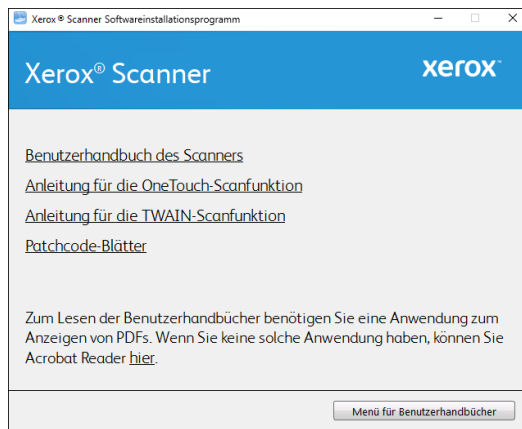 Xerox® Scanner Softwareinstallationsprogramm
Xerox® Scanner
xerox™
Benutzerhandbuch des Scanners
Anleitung für die OneTouch-Scanfunktion
Anleitung für die TWAIN-Scanfunktion
Patchcode-Blätter
Zum Lesen der Benutzerhandbücher benötigen Sie eine Anwendung zum
Anzeigen von PDFs. Wenn Sie keine solche Anwendung haben, können Sie
Acrobat Reader hier.
Menü für Benutzerhandbücher